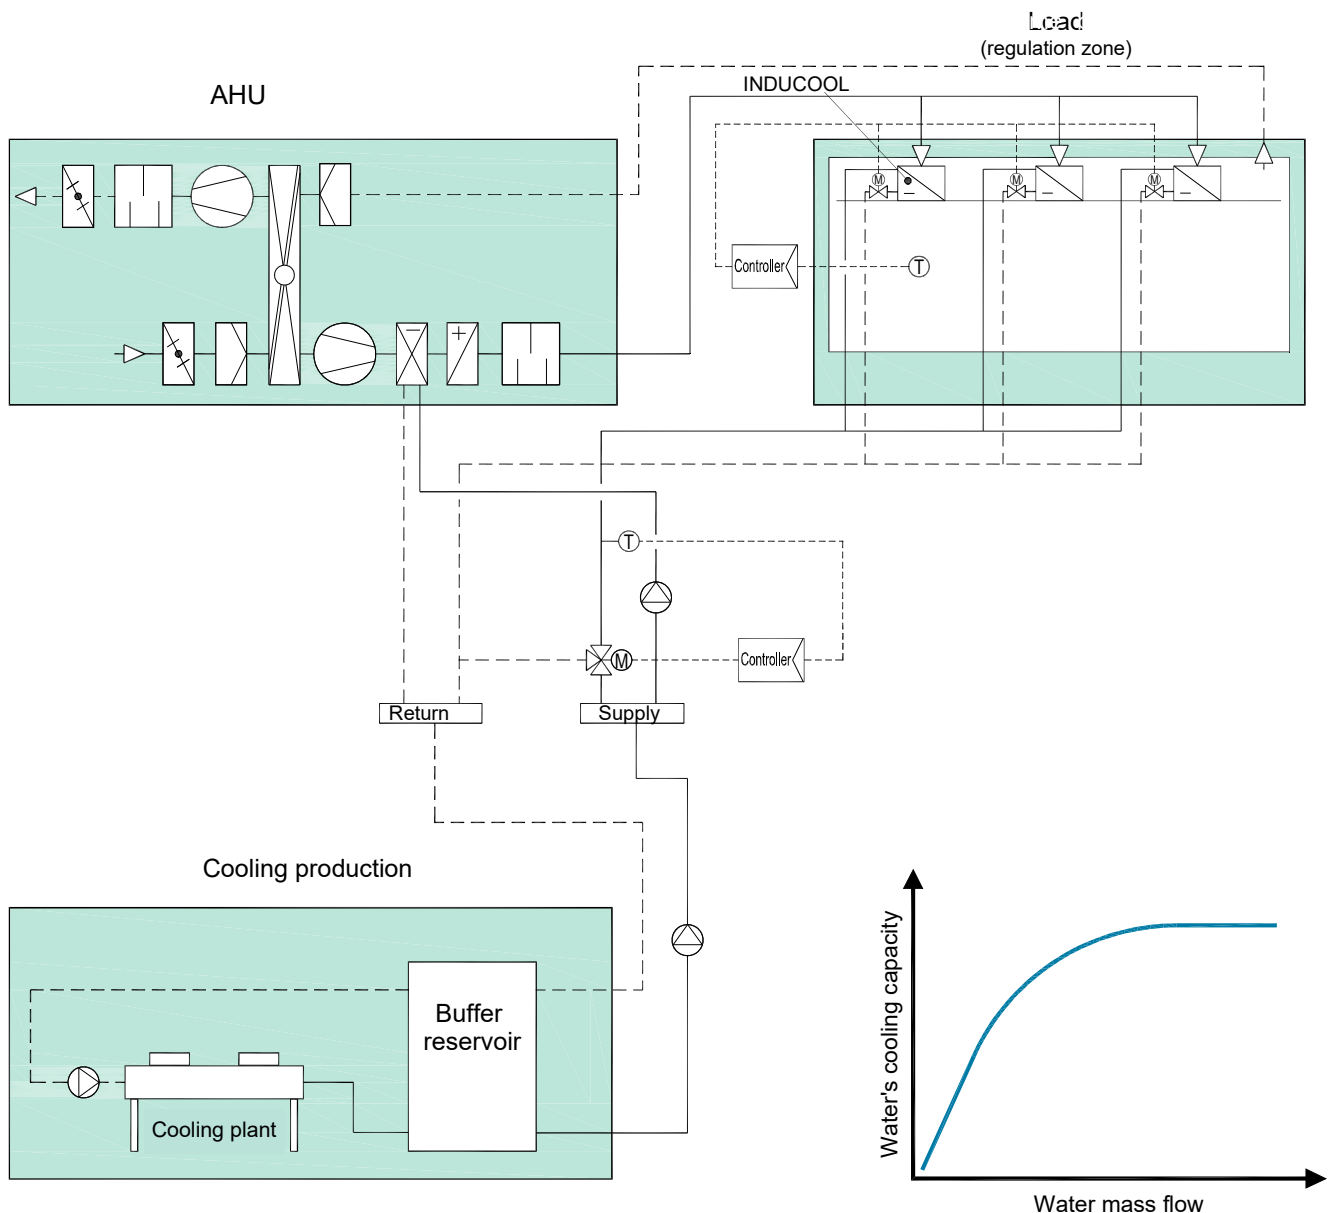 Load
(regulation zone)
AHU
INDUCOOL
M
M
M
−
−
−
Controller
T
−
+
T
M
Controller
Return
Supply
Cooling production
Buffer
reservoir
Cooling plant
Water's cooling capacity
Water mass flow